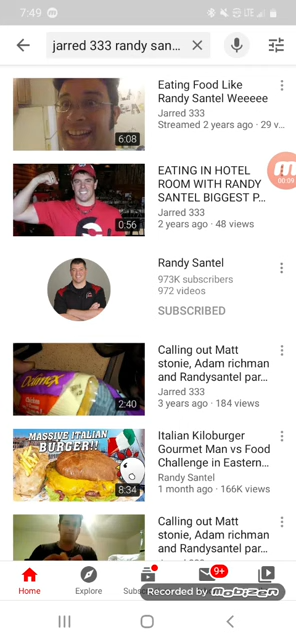 7:49
LTE
jarred 333 randy san...
Eating Food Like
Randy Santel Weeeee
Jarred 333
Streamed 2 years ago · 29 v...
6:08
EATING IN HOTEL
ROOM WITH RANDY
SANTEL BIGGEST P...
Jarred 333
2 years ago · 48 views
0:56
00:09
Randy Santel
973K subscribers
972 videos
SUBSCRIBED
Calling out Matt
stonie, Adam richman
and Randysantel par...
Jarred 333
3 years ago · 184 views
2:40
MASSIVE ITALIAN
BURGER!!
8:34
Italian Kiloburger
Gourmet Man vs Food
Challenge in Eastern...
Randy Santel
1 month ago · 166K views
Calling out Matt
stonie, Adam richman
and Randysantel par...
9+
Home
Explore
Subsc
Recorded by mobizen